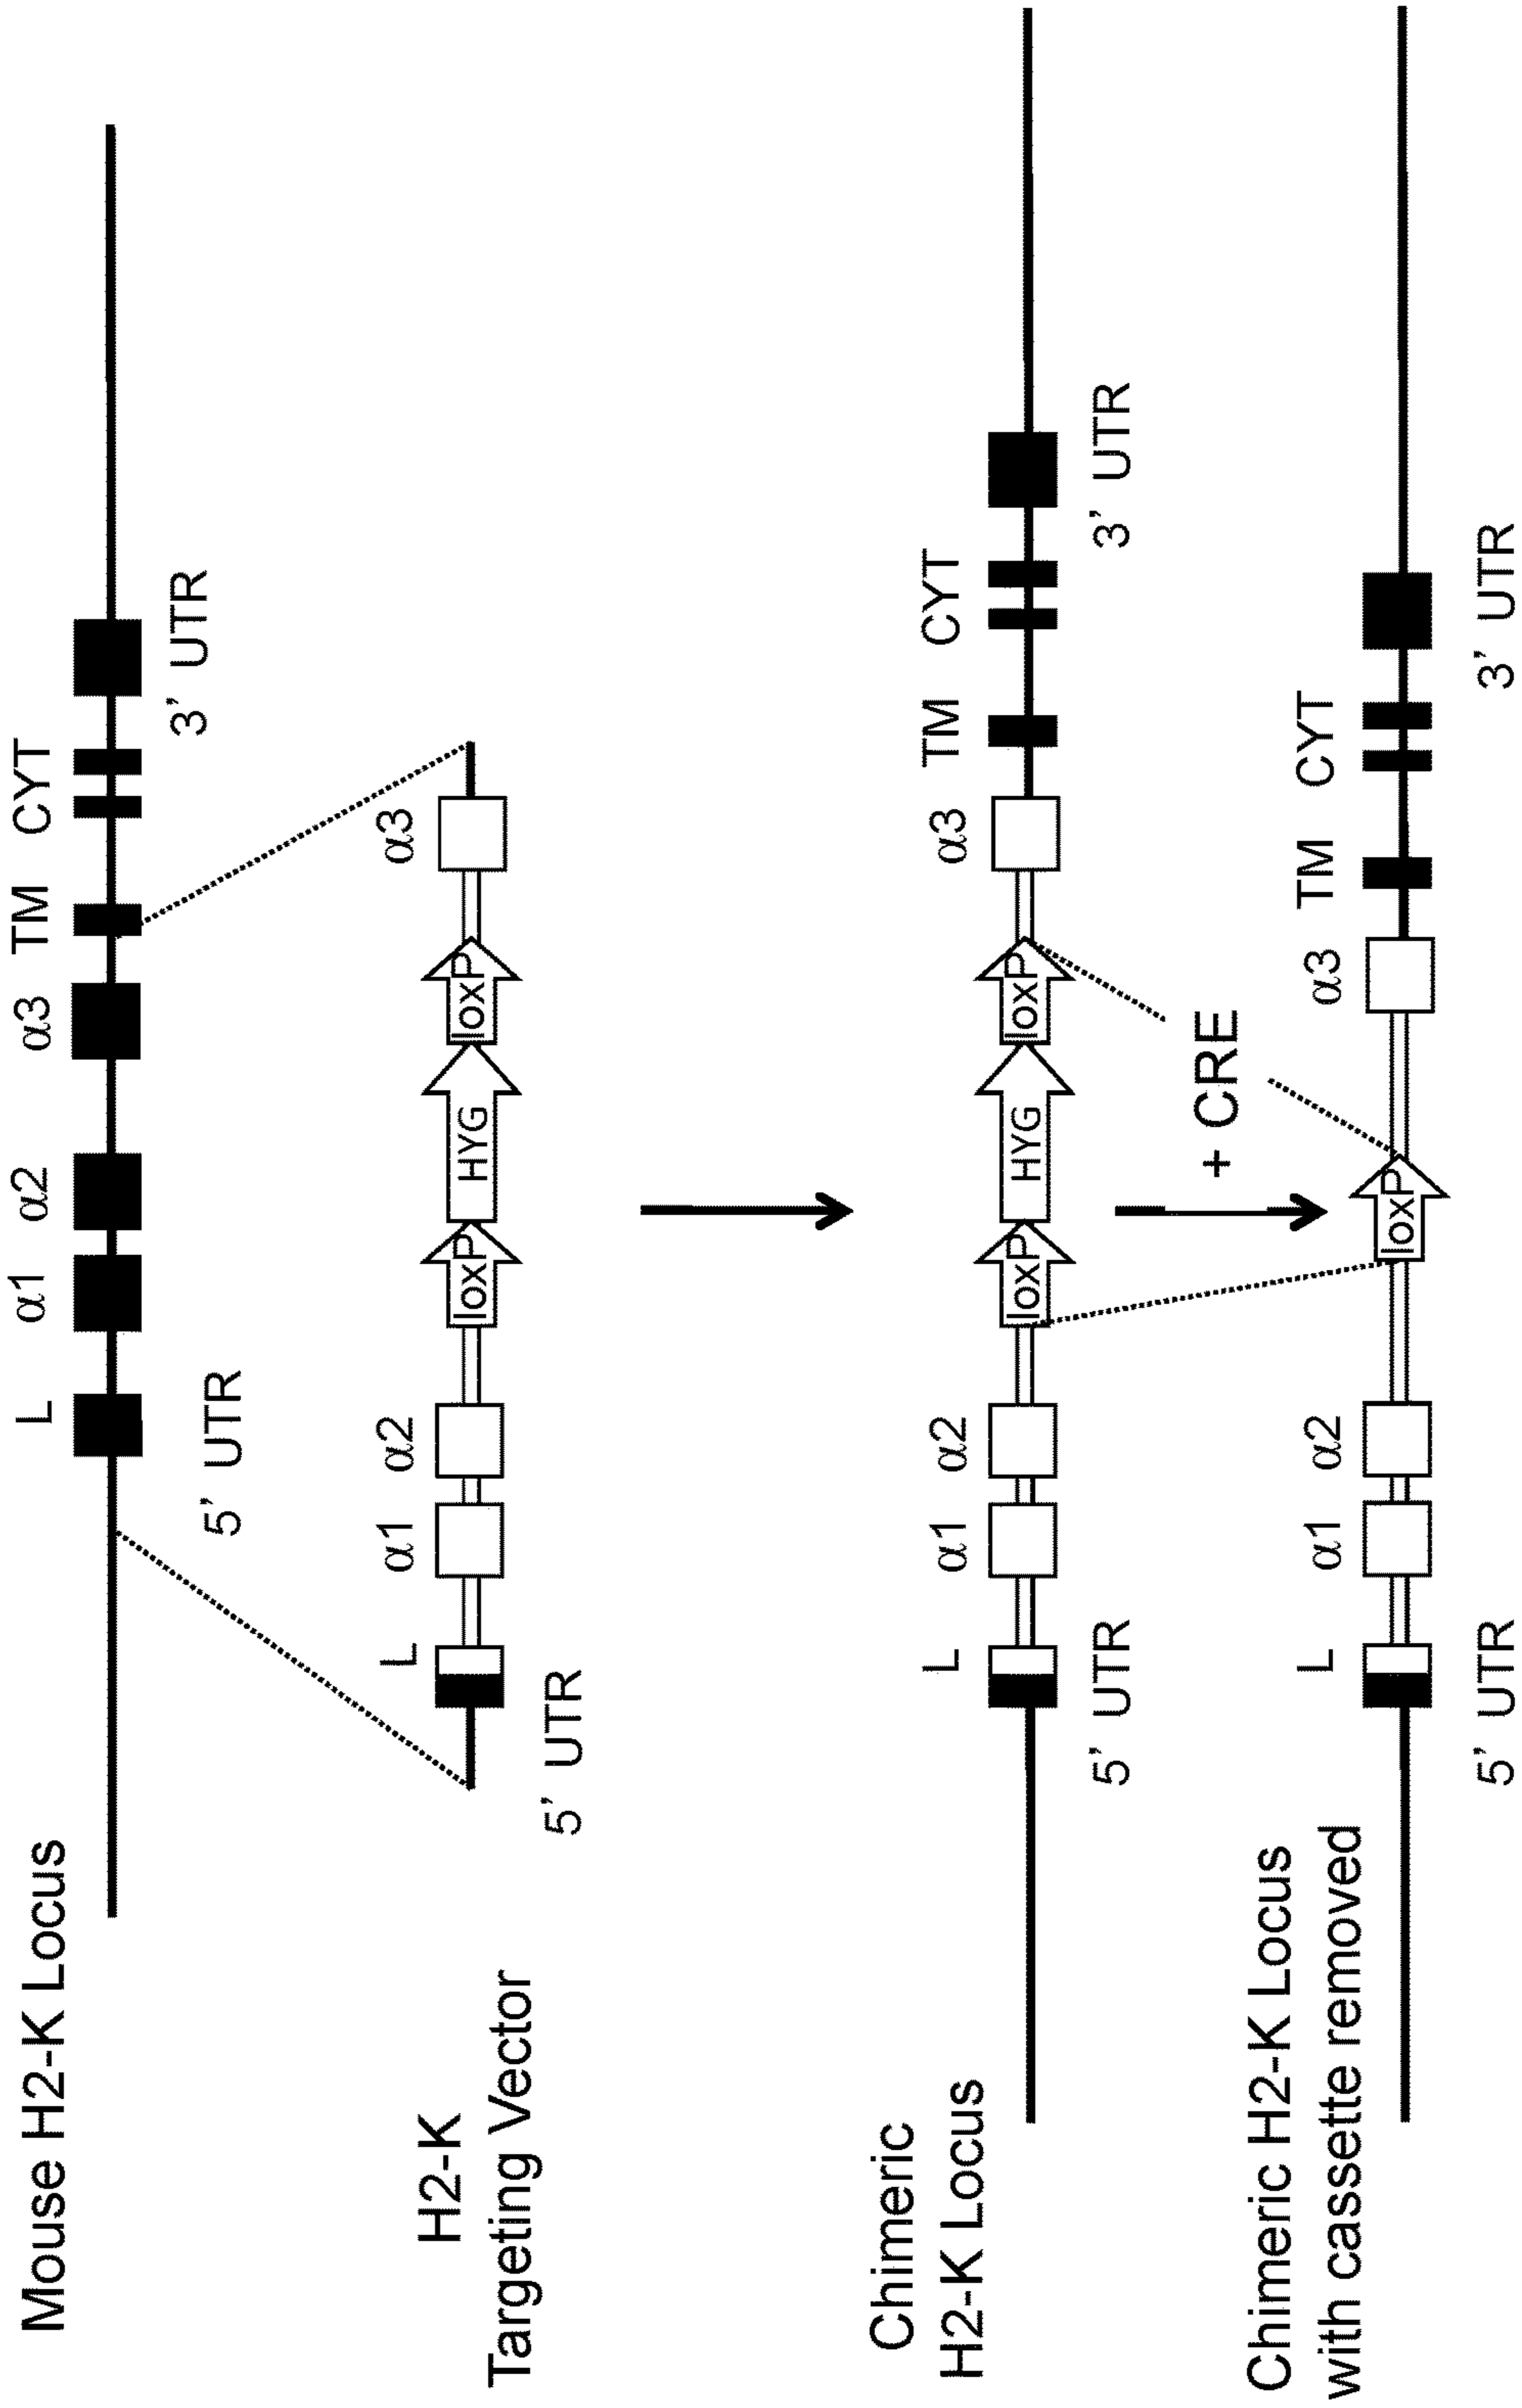 Mouse H2-K Locus
L α1 α2 α3 TM CYT
5' UTR
3' UTR
H2-K
Targeting Vector
L α1 α2 α3
loxP HYG loxP
5' UTR
Chimeric
H2-K Locus
L α1 α2 α3 TM CYT
loxP HYG loxP
5' UTR
3' UTR
+ CRE
Chimeric H2-K Locus
with cassette removed
L α1 α2 α3 TM CYT
loxP
5' UTR
3' UTR